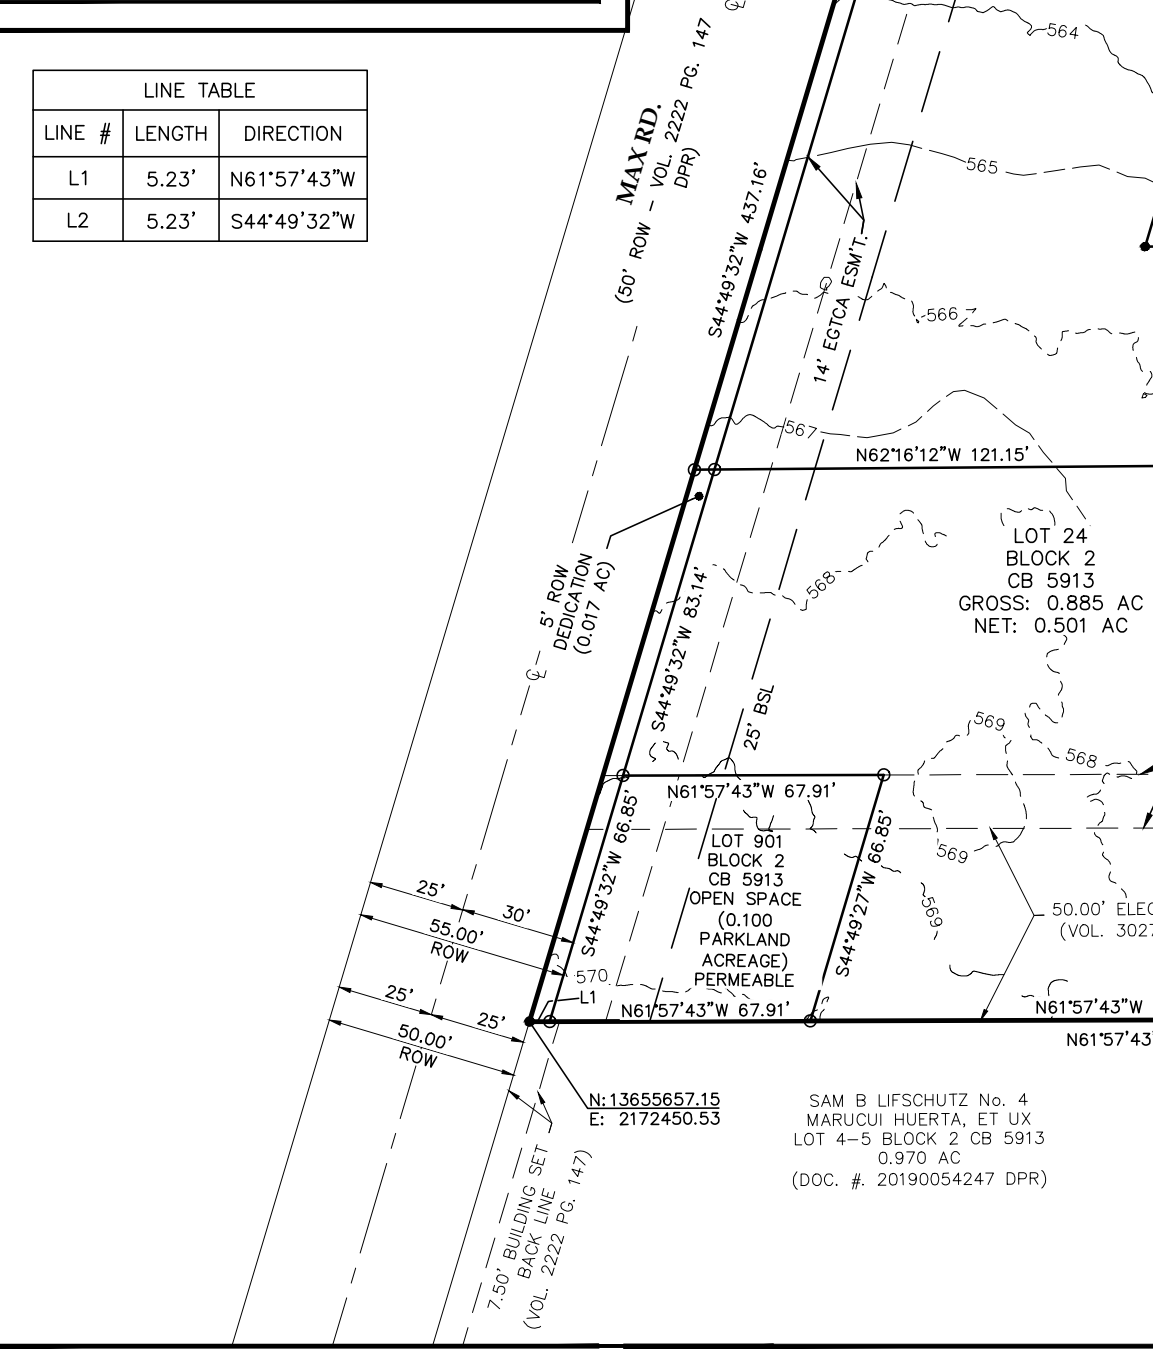 LINE TABLE
LINE # LENGTH DIRECTION
L1 5.23' N61°57'43"W
L2 5.23' S44°49'32"W
MAX RD.
(50' ROW - VOL. 2222 PG. 147
DPR)
℄
564
565
566
567
S44°49'32"W 437.16'
14' EGTCA ESM'T.
N62°16'12"W 121.15'
LOT 24
BLOCK 2
CB 5913
GROSS: 0.885 AC
NET: 0.501 AC
568
5' ROW
DEDICATION
(0.017 AC)
℄
S44°49'32"W 83.14'
25' BSL
569
568
N61°57'43"W 67.91'
S44°49'32"W 66.85'
LOT 901
BLOCK 2
CB 5913
OPEN SPACE
(0.100
PARKLAND
ACREAGE)
PERMEABLE
S44°49'27"W 66.85'
569
569
50.00' ELEC
(VOL. 3027
25'
30'
55.00'
ROW
570
L1
N61°57'43"W 67.91'
N61°57'43"W
N61°57'43"
25'
25'
50.00'
ROW
N: 13655657.15
E: 2172450.53
SAM B LIFSCHUTZ No. 4
MARUCUI HUERTA, ET UX
LOT 4-5 BLOCK 2 CB 5913
0.970 AC
(DOC. #. 20190054247 DPR)
7.50' BUILDING SET
BACK LINE
(VOL. 2222 PG. 147)